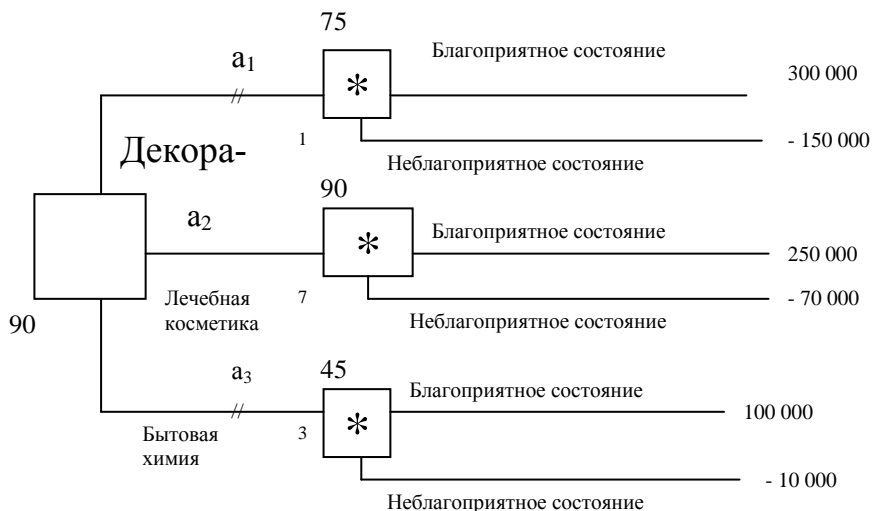 75
Благоприятное состояние
a1
300 000
*
1
- 150 000
Декора-
Неблагоприятное состояние
90
a2
Благоприятное состояние
*
250 000
Лечебная
косметика
7
- 70 000
90
Неблагоприятное состояние
a3
45
Благоприятное состояние
100 000
*
Бытовая
химия
3
- 10 000
Неблагоприятное состояние